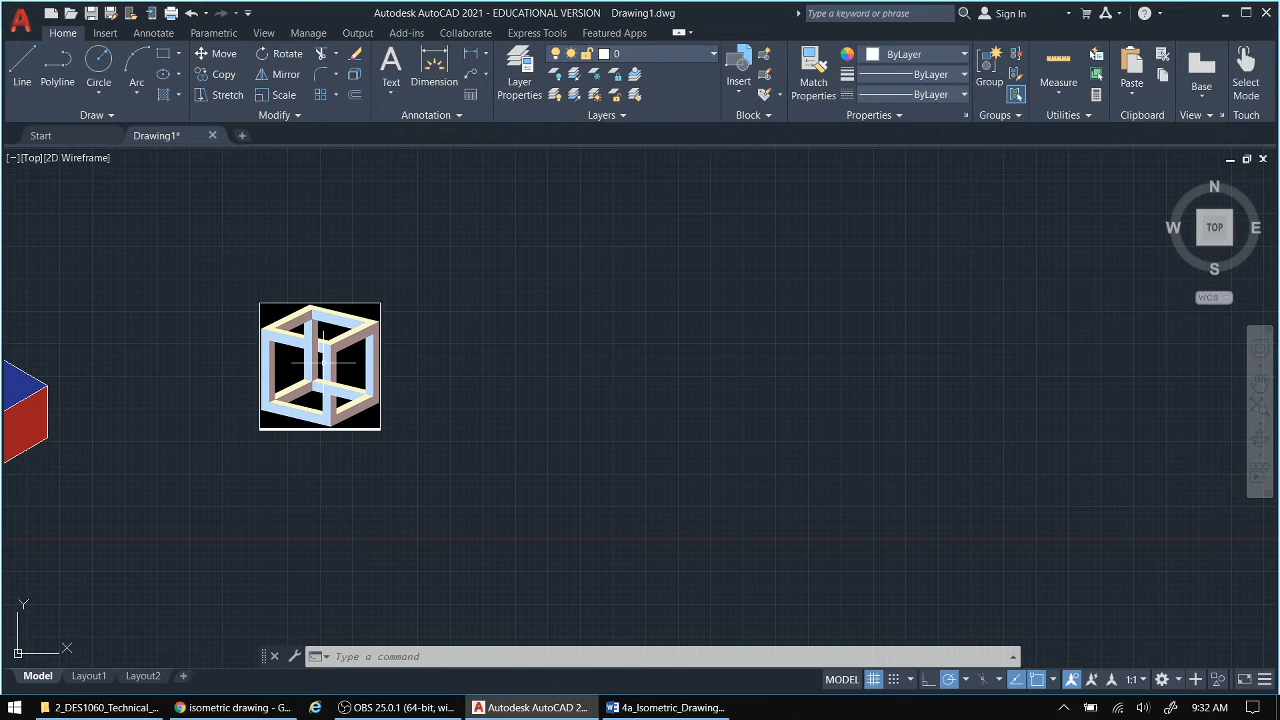 Autodesk AutoCAD 2021 - EDUCATIONAL VERSION Drawing1.dwg
Type a keyword or phrase
Sign In
Home Insert Annotate Parametric View Manage Output Add-ins Collaborate Express Tools Featured Apps
Line Polyline Circle Arc
Move Rotate
Copy Mirror
Stretch Scale
Text Dimension
Layer Properties
0
Insert
Match Properties
ByLayer
ByLayer
ByLayer
Group
Measure
Paste
Base
Select Mode
Draw Modify Annotation Layers Block Properties Groups Utilities Clipboard View Touch
Start Drawing1*
[−][Top][2D Wireframe]
N
W TOP E
S
WCS
Y
X
Type a command
Model Layout1 Layout2
MODEL
1:1
2_DES1060_Technical_...
isometric drawing - G...
OBS 25.0.1 (64-bit, wi...
Autodesk AutoCAD 2...
4a_Isometric_Drawing...
9:32 AM